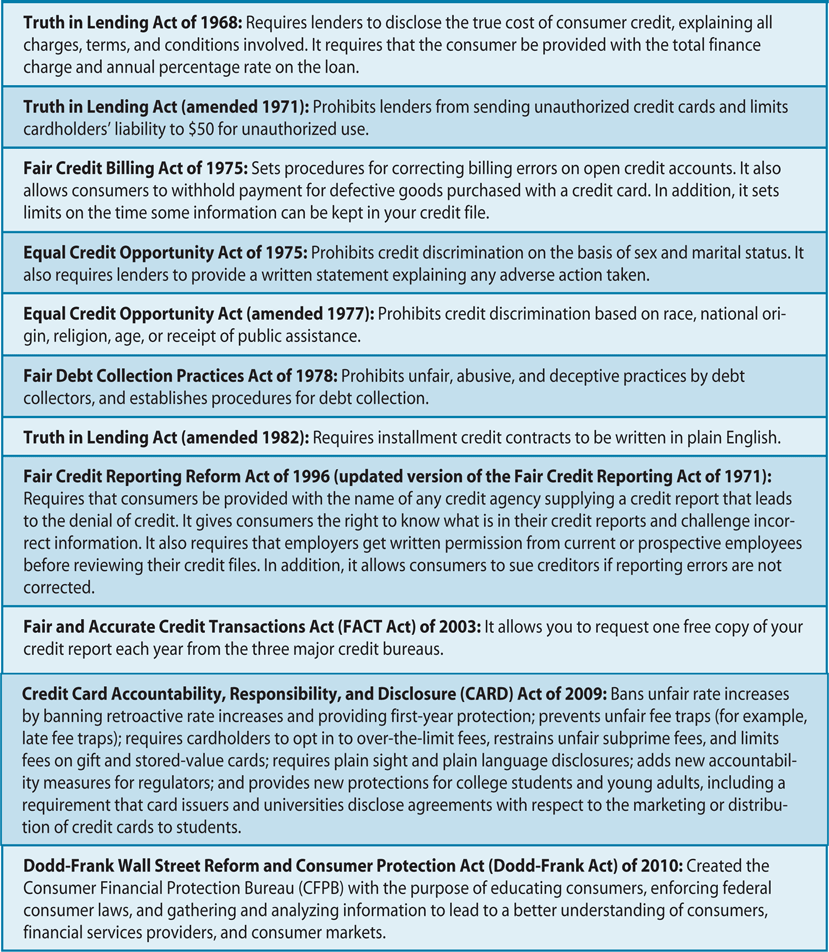 Truth in Lending Act of 1968: Requires lenders to disclose the true cost of consumer credit, explaining all
charges, terms, and conditions involved. It requires that the consumer be provided with the total finance
charge and annual percentage rate on the loan.
Truth in Lending Act (amended 1971): Prohibits lenders from sending unauthorized credit cards and limits
cardholders' liability to $50 for unauthorized use.
Fair Credit Billing Act of 1975: Sets procedures for correcting billing errors on open credit accounts. It also
allows consumers to withhold payment for defective goods purchased with a credit card. In addition, it sets
limits on the time some information can be kept in your credit file.
Equal Credit Opportunity Act of 1975: Prohibits credit discrimination on the basis of sex and marital status. It
also requires lenders to provide a written statement explaining any adverse action taken.
Equal Credit Opportunity Act (amended 1977): Prohibits credit discrimination based on race, national ori-
gin, religion, age, or receipt of public assistance.
Fair Debt Collection Practices Act of 1978: Prohibits unfair, abusive, and deceptive practices by debt
collectors, and establishes procedures for debt collection.
Truth in Lending Act (amended 1982): Requires installment credit contracts to be written in plain English.
Fair Credit Reporting Reform Act of 1996 (updated version of the Fair Credit Reporting Act of 1971):
Requires that consumers be provided with the name of any credit agency supplying a credit report that leads
to the denial of credit. It gives consumers the right to know what is in their credit reports and challenge incor-
rect information. It also requires that employers get written permission from current or prospective employees
before reviewing their credit files. In addition, it allows consumers to sue creditors if reporting errors are not
corrected.
Fair and Accurate Credit Transactions Act (FACT Act) of 2003: It allows you to request one free copy of your
credit report each year from the three major credit bureaus.
Credit Card Accountability, Responsibility, and Disclosure (CARD) Act of 2009: Bans unfair rate increases
by banning retroactive rate increases and providing first-year protection; prevents unfair fee traps (for example,
late fee traps); requires cardholders to opt in to over-the-limit fees, restrains unfair subprime fees, and limits
fees on gift and stored-value cards; requires plain sight and plain language disclosures; adds new accountabil-
ity measures for regulators; and provides new protections for college students and young adults, including a
requirement that card issuers and universities disclose agreements with respect to the marketing or distribu-
tion of credit cards to students.
Dodd-Frank Wall Street Reform and Consumer Protection Act (Dodd-Frank Act) of 2010: Created the
Consumer Financial Protection Bureau (CFPB) with the purpose of educating consumers, enforcing federal
consumer laws, and gathering and analyzing information to lead to a better understanding of consumers,
financial services providers, and consumer markets.